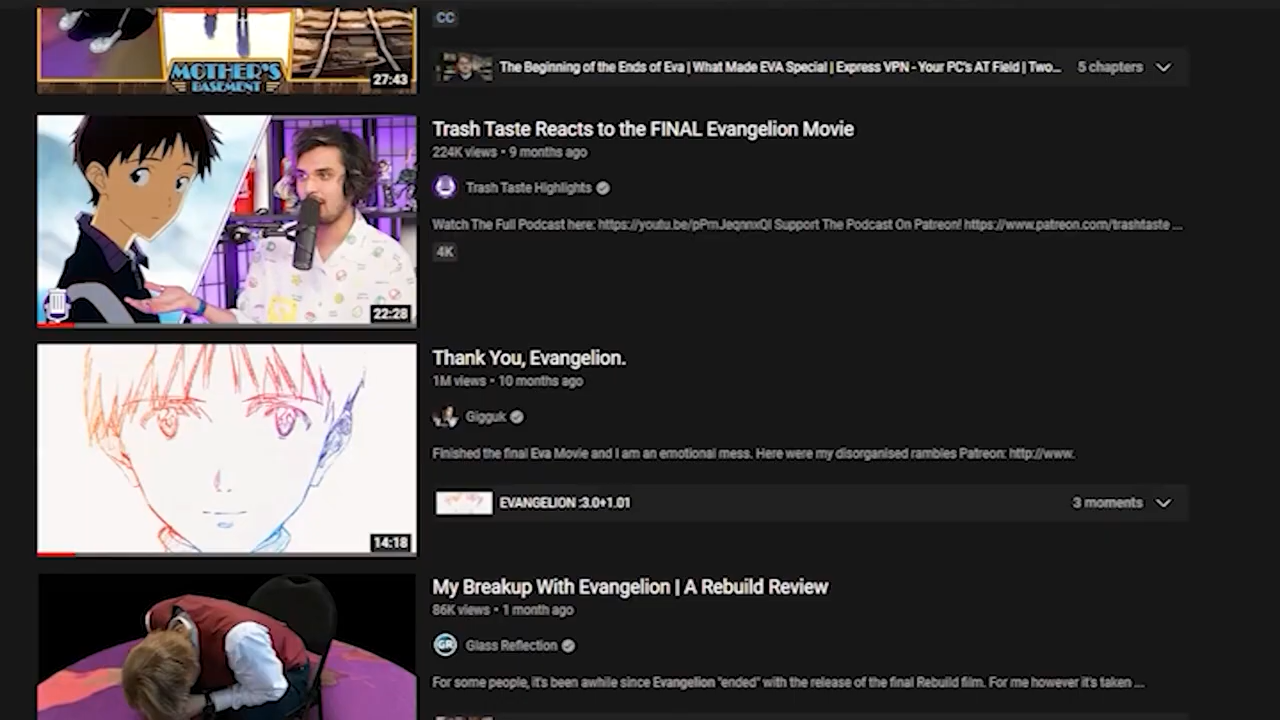 CC
MOTHER'S
BASEMENT
27:43
The Beginning of the Ends of Eva | What Made EVA Special | Express VPN - Your PC's AT Field | Two...
5 chapters
Trash Taste Reacts to the FINAL Evangelion Movie
224K views • 9 months ago
Trash Taste Highlights
Watch The Full Podcast here: https://youtu.be/pPmJeqnnxQI Support The Podcast On Patreon! https://www.patreon.com/trashtaste ...
4K
22:28
Thank You, Evangelion.
1M views • 10 months ago
Gigguk
Finished the final Eva Movie and I am an emotional mess. Here were my disorganised rambles Patreon: http://www.
EVANGELION :3.0+1.01
3 moments
14:18
My Breakup With Evangelion | A Rebuild Review
86K views • 1 month ago
GR
Glass Reflection
For some people, it's been awhile since Evangelion "ended" with the release of the final Rebuild film. For me however it's taken ...